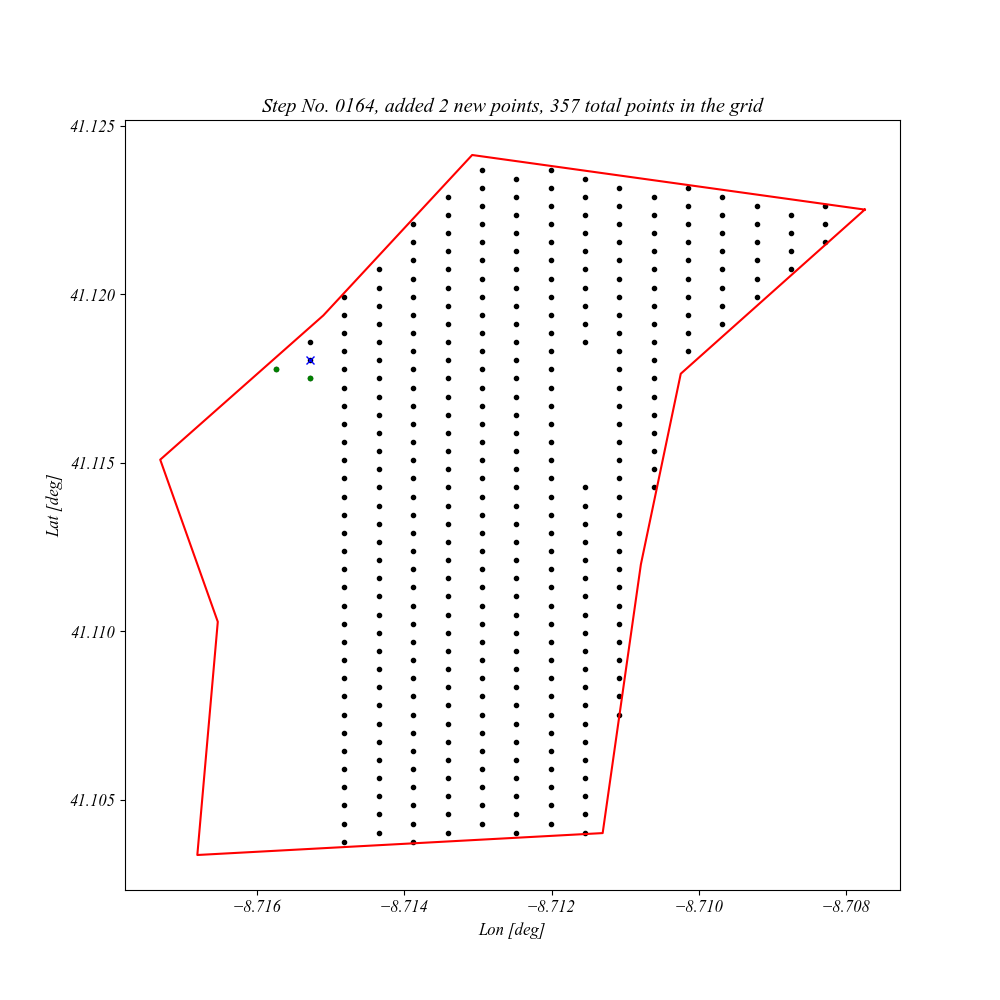 Step No. 0164, added 2 new points, 357 total points in the grid
41.125
41.120
41.115
41.110
41.105
Lat [deg]
−8.716 −8.714 −8.712 −8.710 −8.708
Lon [deg]